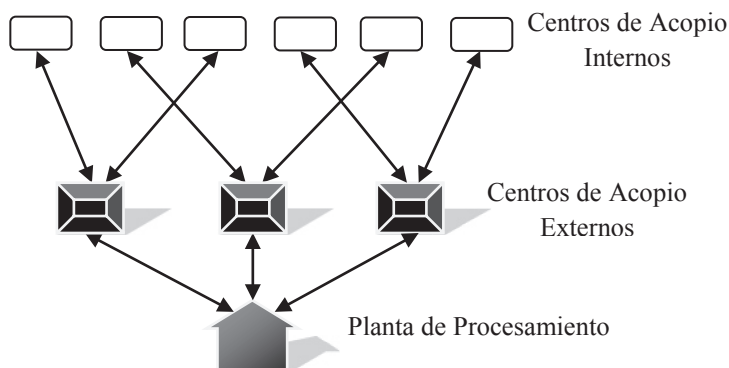 Centros de Acopio
Internos
Centros de Acopio
Externos
Planta de Procesamiento